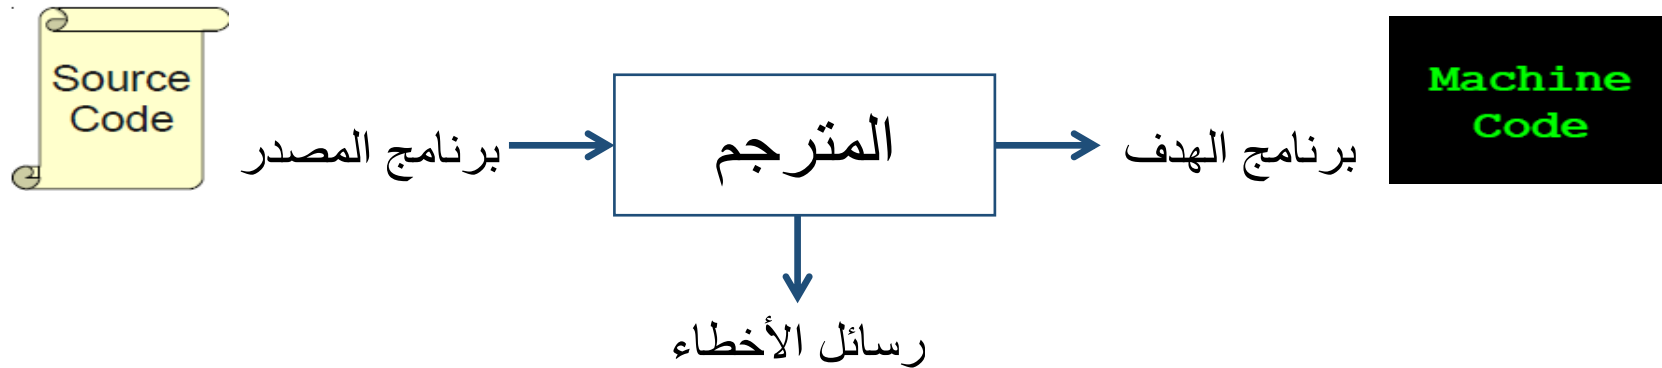 Source
Code
برنامج المصدر
المترجم
برنامج الهدف
Machine
Code
رسائل الأخطاء